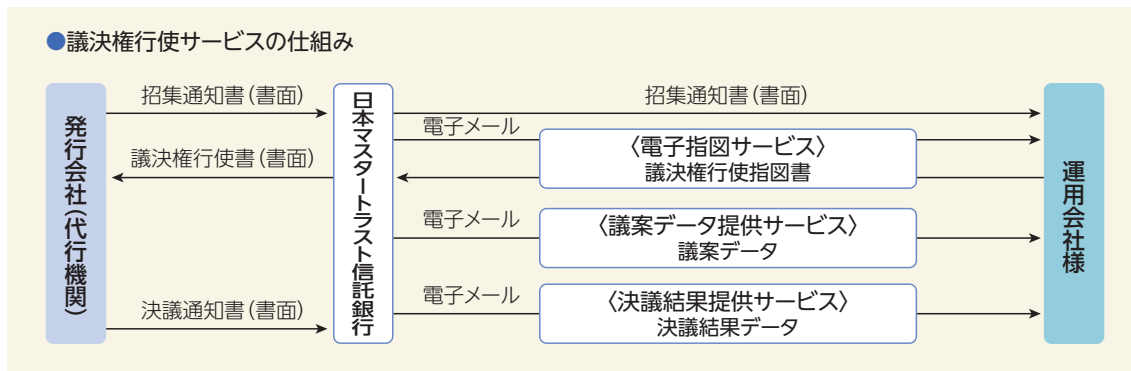 ●議決権行使サービスの仕組み
発行会社(代行機関)
招集通知書(書面)
議決権行使書(書面)
決議通知書(書面)
日本マスタートラスト信託銀行
招集通知書(書面)
電子メール
〈電子指図サービス〉
議決権行使指図書
電子メール
〈議案データ提供サービス〉
議案データ
電子メール
〈決議結果提供サービス〉
決議結果データ
運用会社様